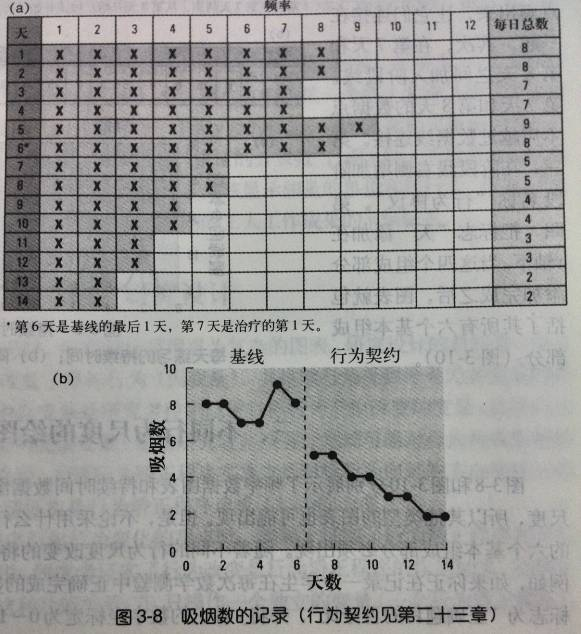 (a)
频率
天 1 2 3 4 5 6 7 8 9 10 11 12 每日总数
1 X X X X X X X X 8
2 X X X X X X X X 8
3 X X X X X X X 7
4 X X X X X X X 7
5 X X X X X X X X X 9
6* X X X X X X X X 8
7 X X X X X 5
8 X X X X X 5
9 X X X X 4
10 X X X X 4
11 X X X 3
12 X X X 3
13 X X 2
14 X X 2
*第6天是基线的最后1天，第7天是治疗的第1天。
(b)
基线 行为契约
吸烟数
10
8
6
4
2
0
0 2 4 6 8 10 12 14
天数
图3-8 吸烟数的记录（行为契约见第二十三章）